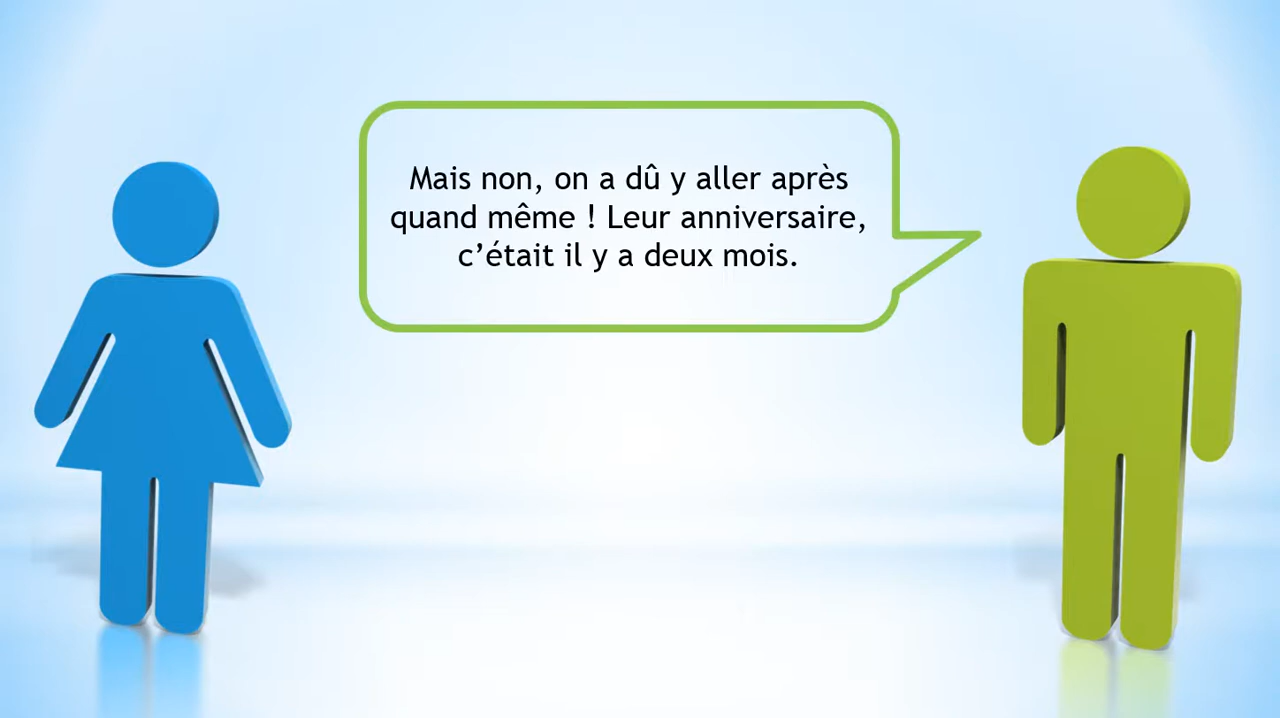 Mais non, on a dû y aller après
quand même ! Leur anniversaire,
c’était il y a deux mois.